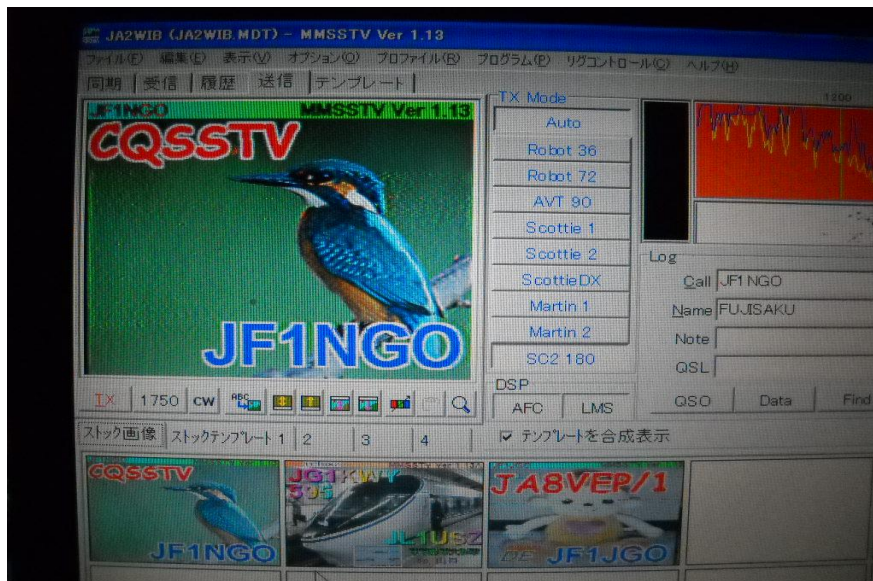 JA2WIB (JA2WIB.MDT) - MMSSTV Ver 1.13
ファイル(F) 編集(E) 表示(V) オプション(O) プロファイル(R) プログラム(P) リグコントロール(Q) ヘルプ(H)
同期 受信 履歴 送信 テンプレート
JF1NGO MMSSTV Ver 1.13
CQSSTV
JF1NGO
TX Mode
Auto
Robot 36
Robot 72
AVT 90
Scottie 1
Scottie 2
ScottieDX
Martin 1
Martin 2
SC2 180
DSP
AFC LMS
1200
Log
Call JF1NGO
Name FUJISAKU
Note
QSL
QSO Data Find
TX 1750 CW ABC
ストック画像 ストックテンプレート 1 2 3 4
テンプレートを合成表示
CQSSTV
JF1NGO
JG1KWT
595
JL1USZ
JA8VEP/1
DE JF1JGO